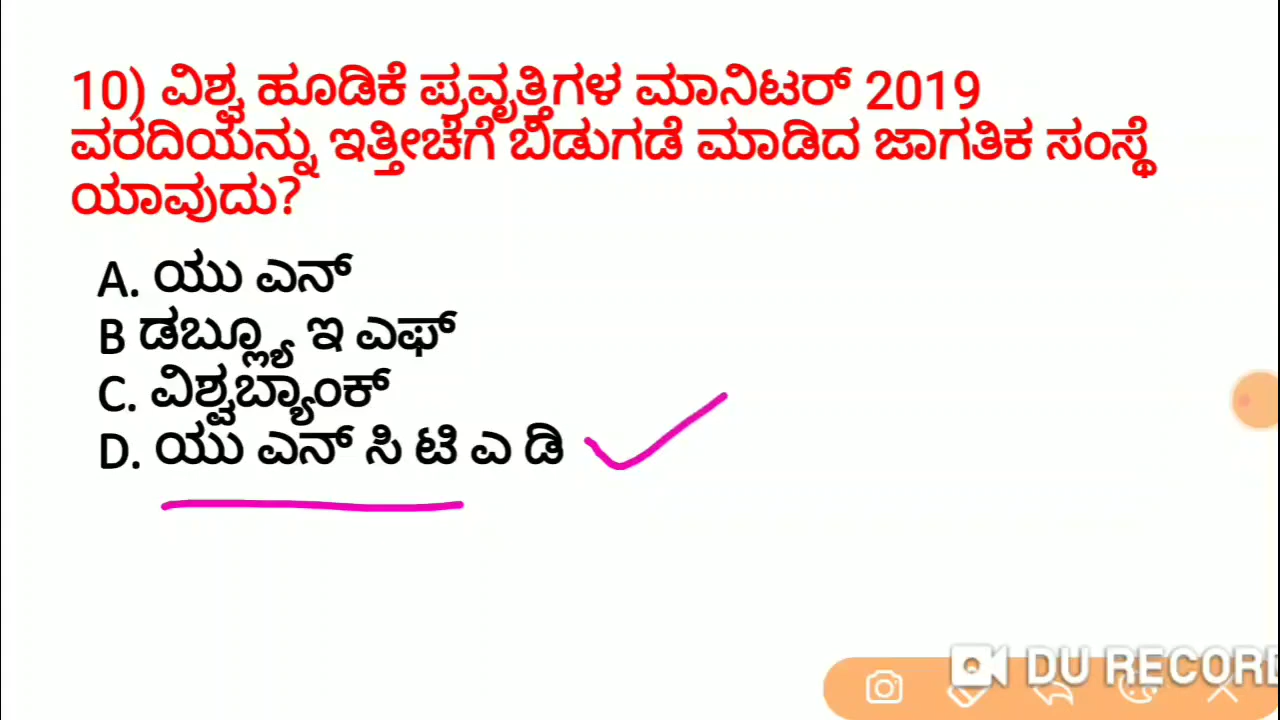 10) ವಿಶ್ವ ಹೂಡಿಕೆ ಪ್ರವೃತ್ತಿಗಳ ಮಾನಿಟರ್ 2019
ವರದಿಯನ್ನು ಇತ್ತೀಚೆಗೆ ಬಿಡುಗಡೆ ಮಾಡಿದ ಜಾಗತಿಕ ಸಂಸ್ಥೆ
ಯಾವುದು?
A. ಯು ಎನ್
B ಡಬ್ಲ್ಯೂ ಇ ಎಫ್
C. ವಿಶ್ವಬ್ಯಾಂಕ್
D. ಯು ಎನ್ ಸಿ ಟಿ ಎ ಡಿ
DU RECORD